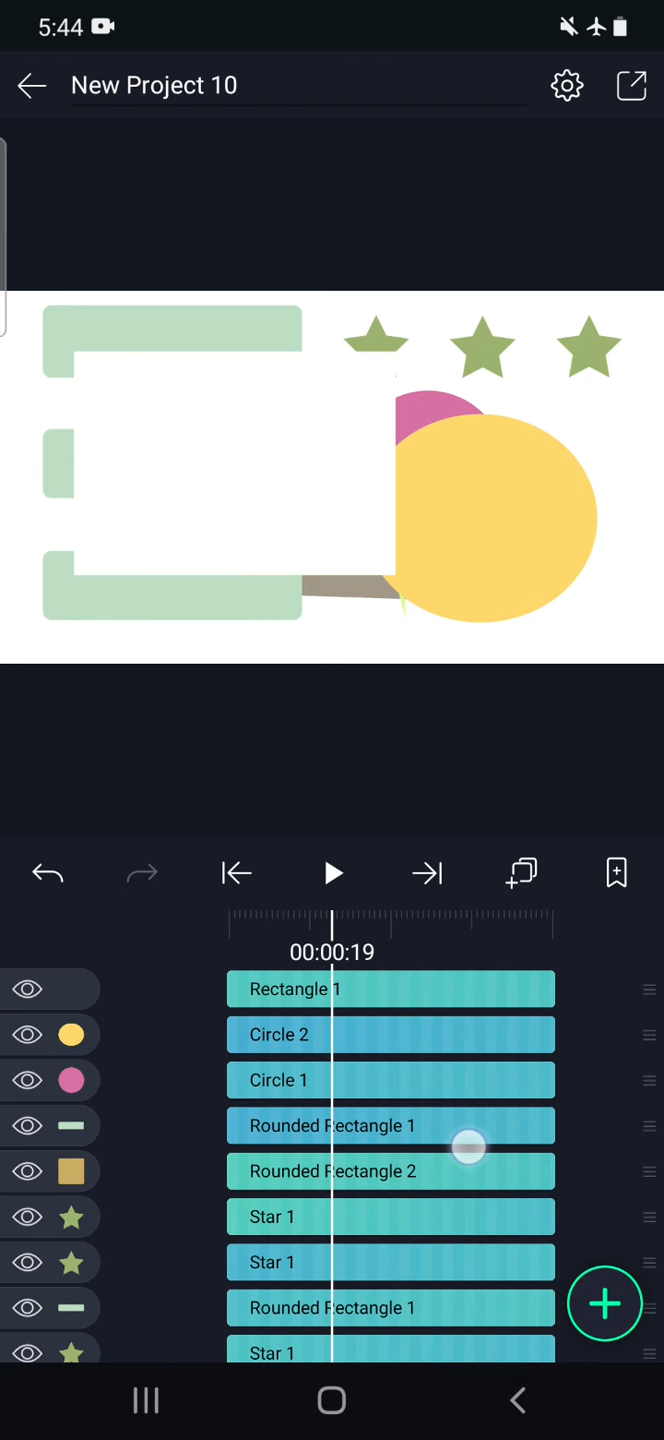 5:44
New Project 10
00:00:19
Rectangle 1
Circle 2
Circle 1
Rounded Rectangle 1
Rounded Rectangle 2
Star 1
Star 1
Rounded Rectangle 1
Star 1